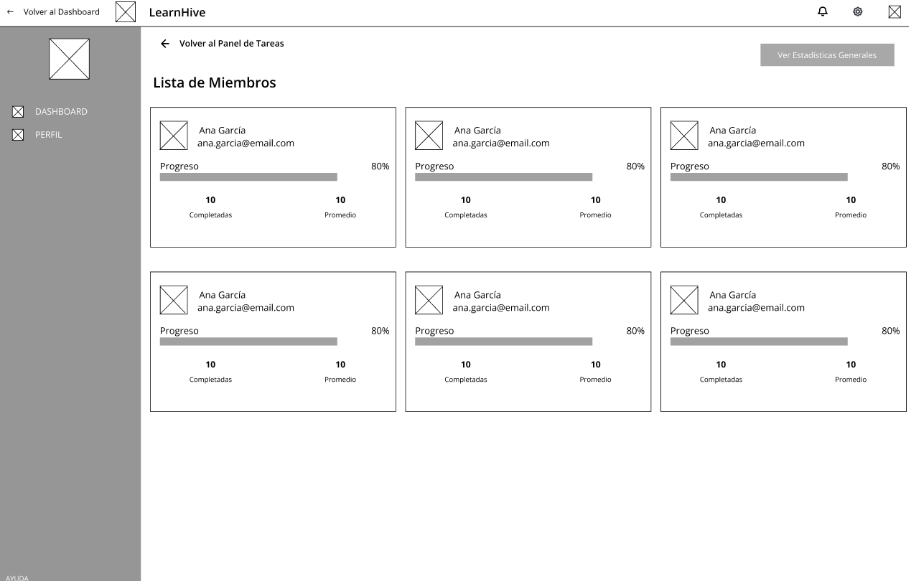 ← Volver al Dashboard
LearnHive
← Volver al Panel de Tareas
Ver Estadísticas Generales
Lista de Miembros
DASHBOARD
PERFIL
Ana García
ana.garcia@email.com
Progreso 80%
10 10
Completadas Promedio
Ana García
ana.garcia@email.com
Progreso 80%
10 10
Completadas Promedio
Ana García
ana.garcia@email.com
Progreso 80%
10 10
Completadas Promedio
Ana García
ana.garcia@email.com
Progreso 80%
10 10
Completadas Promedio
Ana García
ana.garcia@email.com
Progreso 80%
10 10
Completadas Promedio
Ana García
ana.garcia@email.com
Progreso 80%
10 10
Completadas Promedio
AYUDA